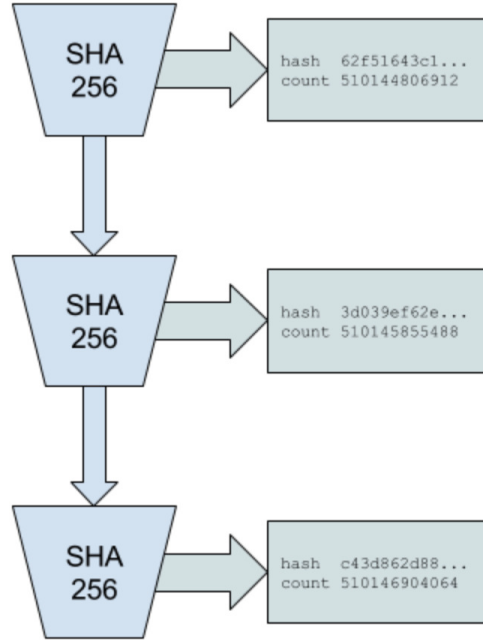 SHA
256
hash 62f51643c1...
count 510144806912
SHA
256
hash 3d039ef62e...
count 510145855488
SHA
256
hash c43d862d88...
count 510146904064